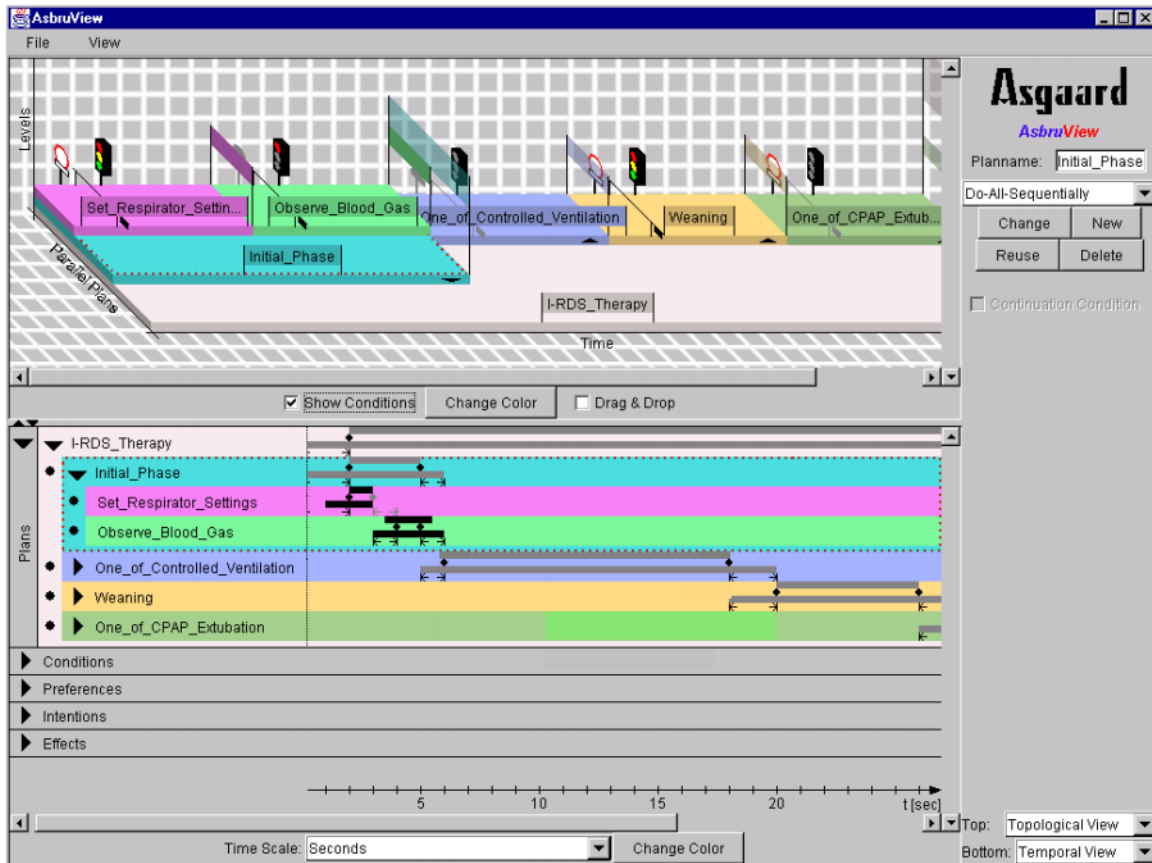 AsbruView
File View
Levels
Set_Respirator_Settin...
Observe_Blood_Gas
One_of_Controlled_Ventilation
Weaning
One_of_CPAP_Extub...
Initial_Phase
Parallel Plans
I-RDS_Therapy
Time
Show Conditions Change Color Drag & Drop
Asgaard
AsbruView
Planname: Initial_Phase
Do-All-Sequentially
Change New
Reuse Delete
Continuation Condition
Plans
I-RDS_Therapy
Initial_Phase
Set_Respirator_Settings
Observe_Blood_Gas
One_of_Controlled_Ventilation
Weaning
One_of_CPAP_Extubation
Conditions
Preferences
Intentions
Effects
5 10 15 20 t [sec]
Time Scale: Seconds Change Color
Top: Topological View
Bottom: Temporal View